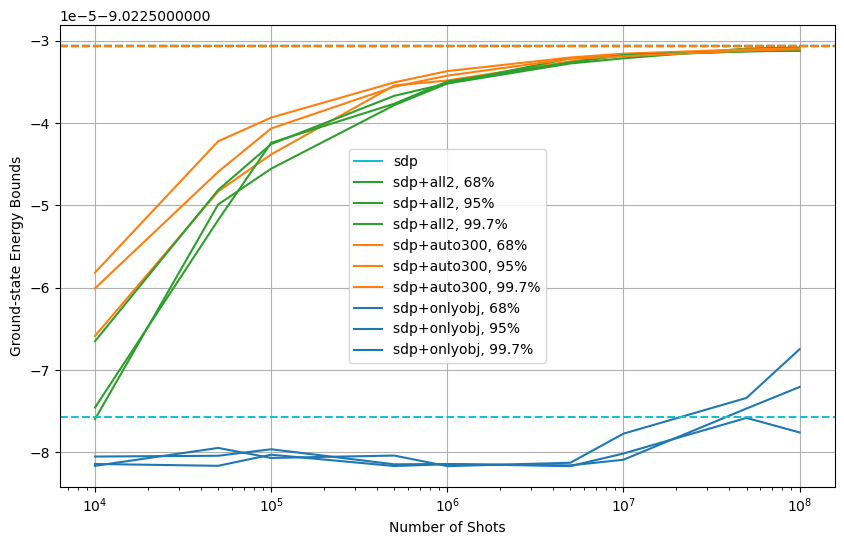 1e−5−9.0225000000
−3
−4
−5
−6
−7
−8
Ground-state Energy Bounds
sdp
sdp+all2, 68%
sdp+all2, 95%
sdp+all2, 99.7%
sdp+auto300, 68%
sdp+auto300, 95%
sdp+auto300, 99.7%
sdp+onlyobj, 68%
sdp+onlyobj, 95%
sdp+onlyobj, 99.7%
10⁴ 10⁵ 10⁶ 10⁷ 10⁸
Number of Shots